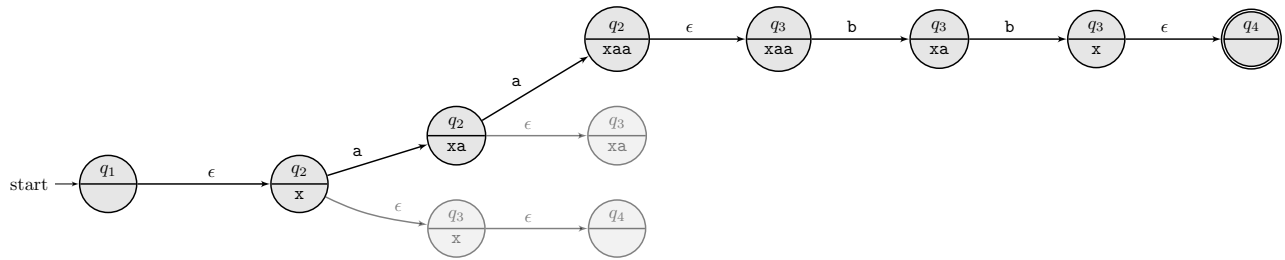 q2 ϵ q3 b q3 b q3 ϵ q4
xaa xaa xa x
a
q2 ϵ q3
xa xa
a
start q1 ϵ q2
x
ϵ q3 ϵ q4
x